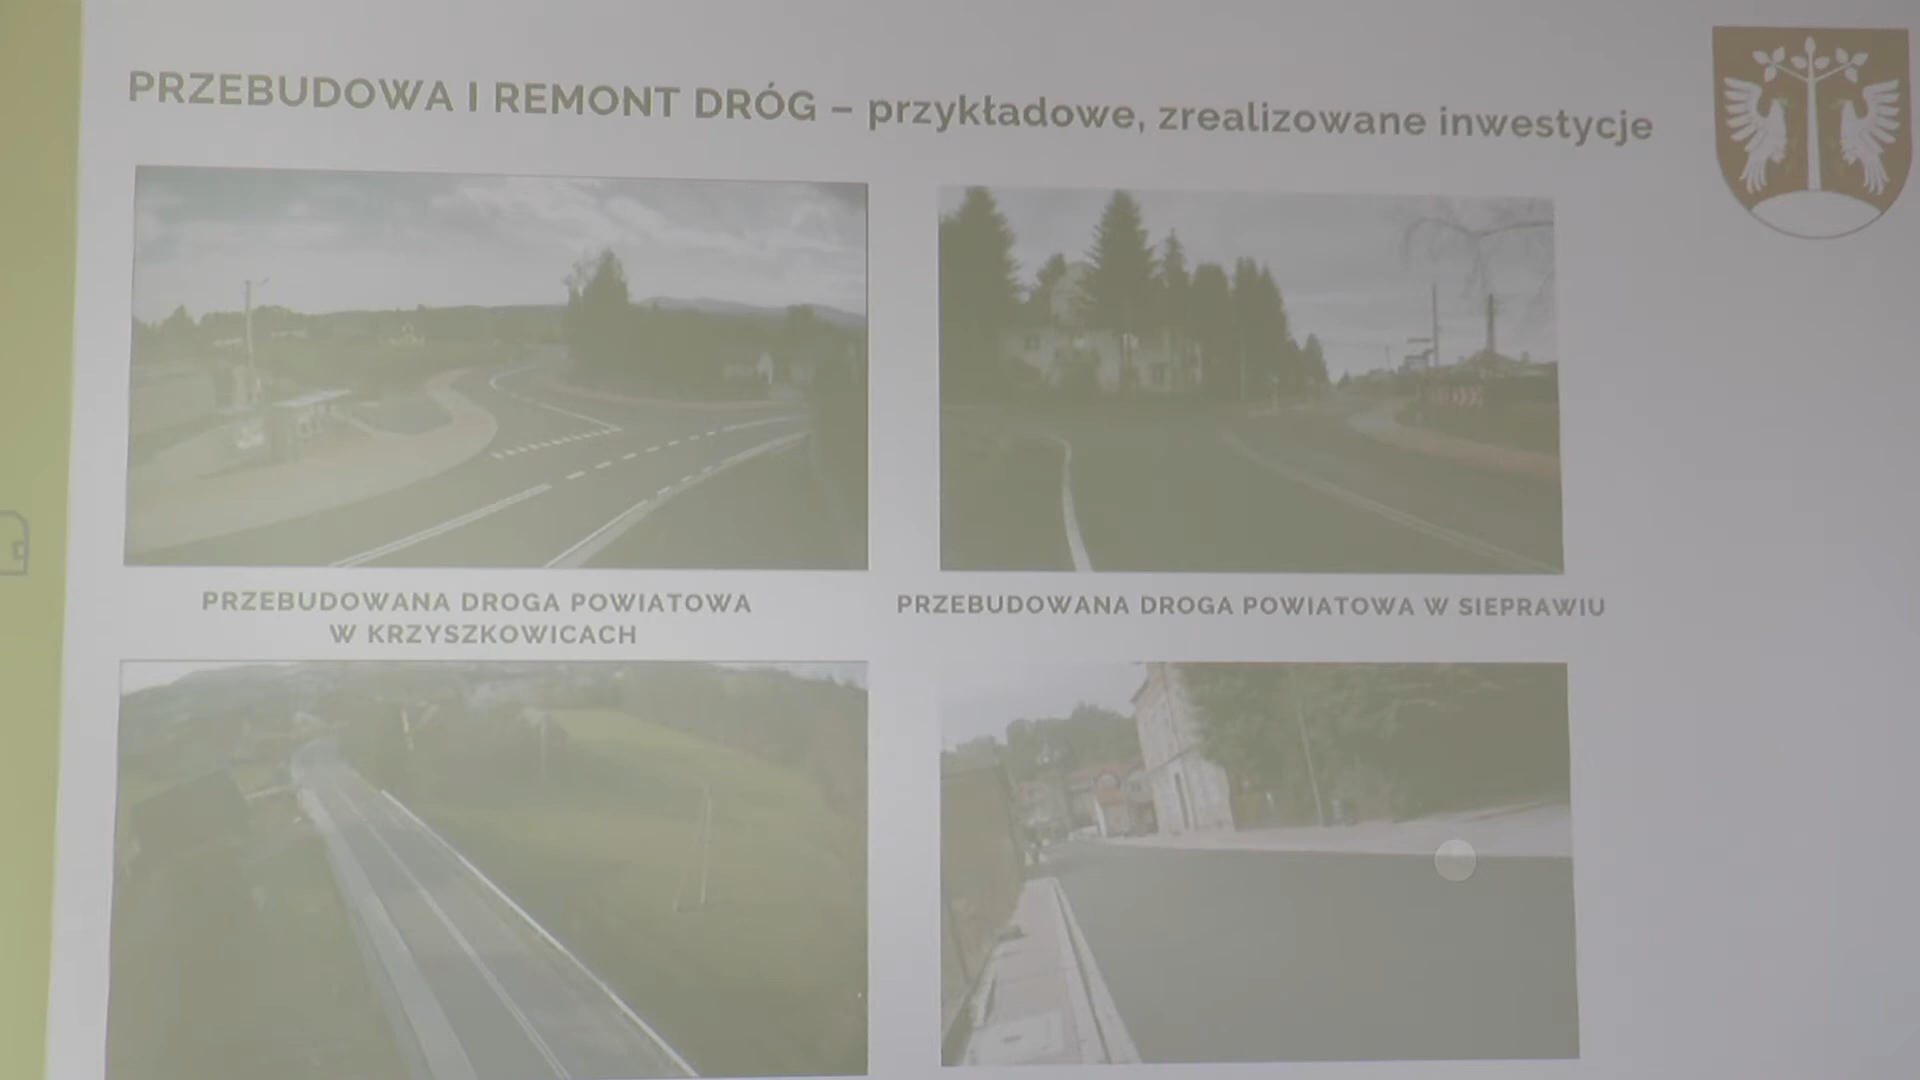 PRZEBUDOWA I REMONT DRÓG – przykładowe, zrealizowane inwestycje
PRZEBUDOWANA DROGA POWIATOWA
W KRZYSZKOWICACH
PRZEBUDOWANA DROGA POWIATOWA W SIEPRAWIU